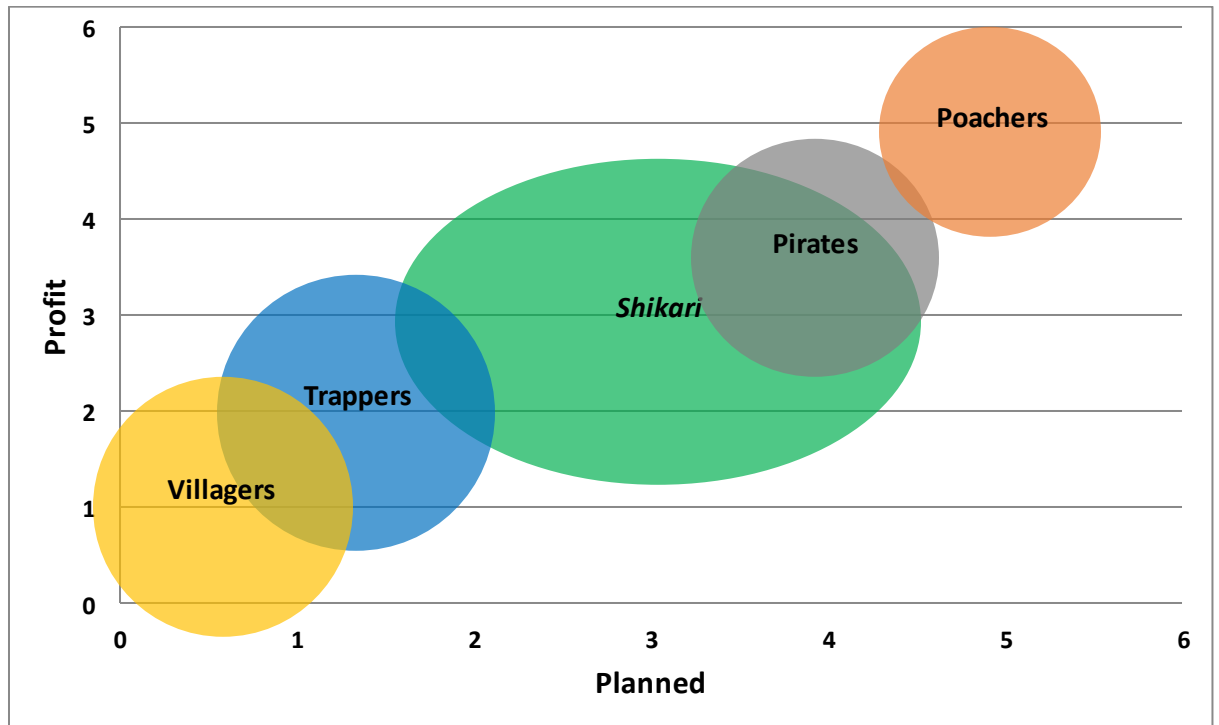 6
5
4
3
2
1
0
Profit
Poachers
Pirates
Shikari
Trappers
Villagers
0 1 2 3 4 5 6
Planned